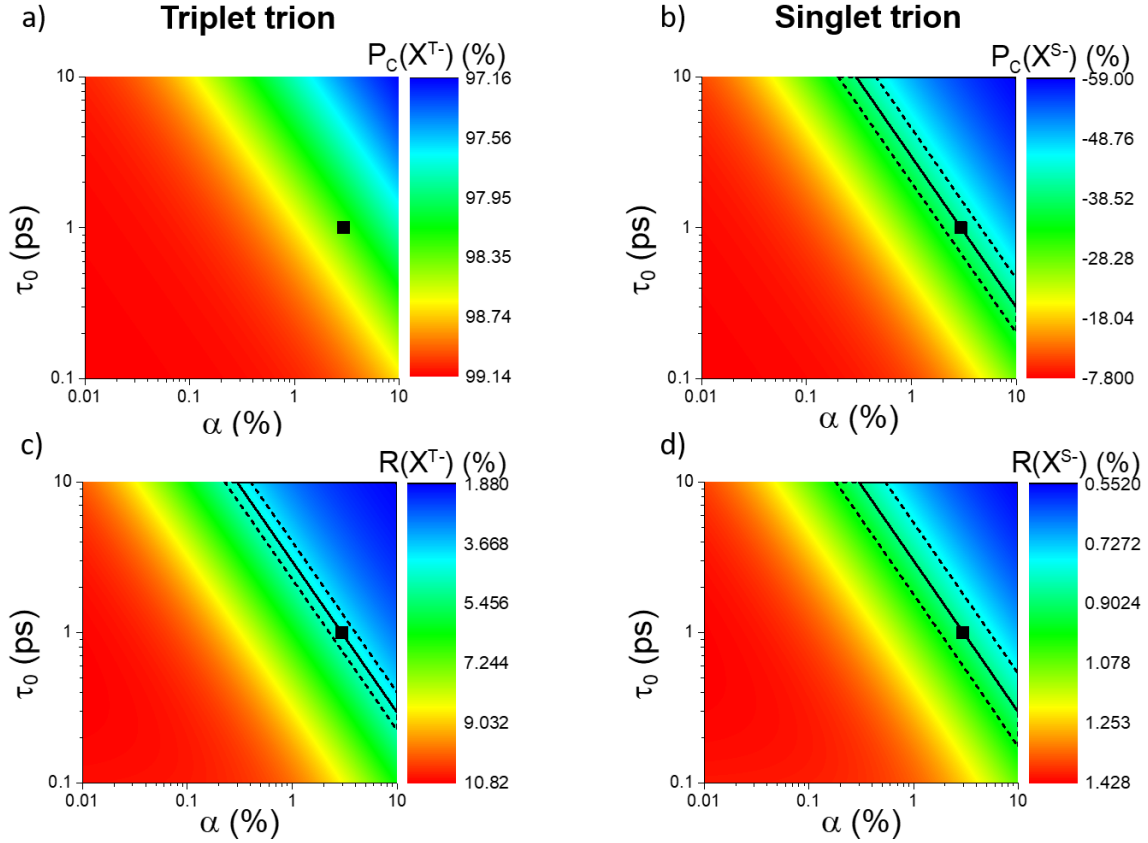 a)
Triplet trion
P_C(X^T-) (%)
10
1
0.1
τ₀ (ps)
0.01
0.1
1
10
α (%)
97.16
97.56
97.95
98.35
98.74
99.14
b)
Singlet trion
P_C(X^S-) (%)
10
1
0.1
τ₀ (ps)
0.01
0.1
1
10
α (%)
-59.00
-48.76
-38.52
-28.28
-18.04
-7.800
c)
R(X^T-) (%)
10
1
0.1
τ₀ (ps)
0.01
0.1
1
10
α (%)
1.880
3.668
5.456
7.244
9.032
10.82
d)
R(X^S-) (%)
10
1
0.1
τ₀ (ps)
0.01
0.1
1
10
α (%)
0.5520
0.7272
0.9024
1.078
1.253
1.428